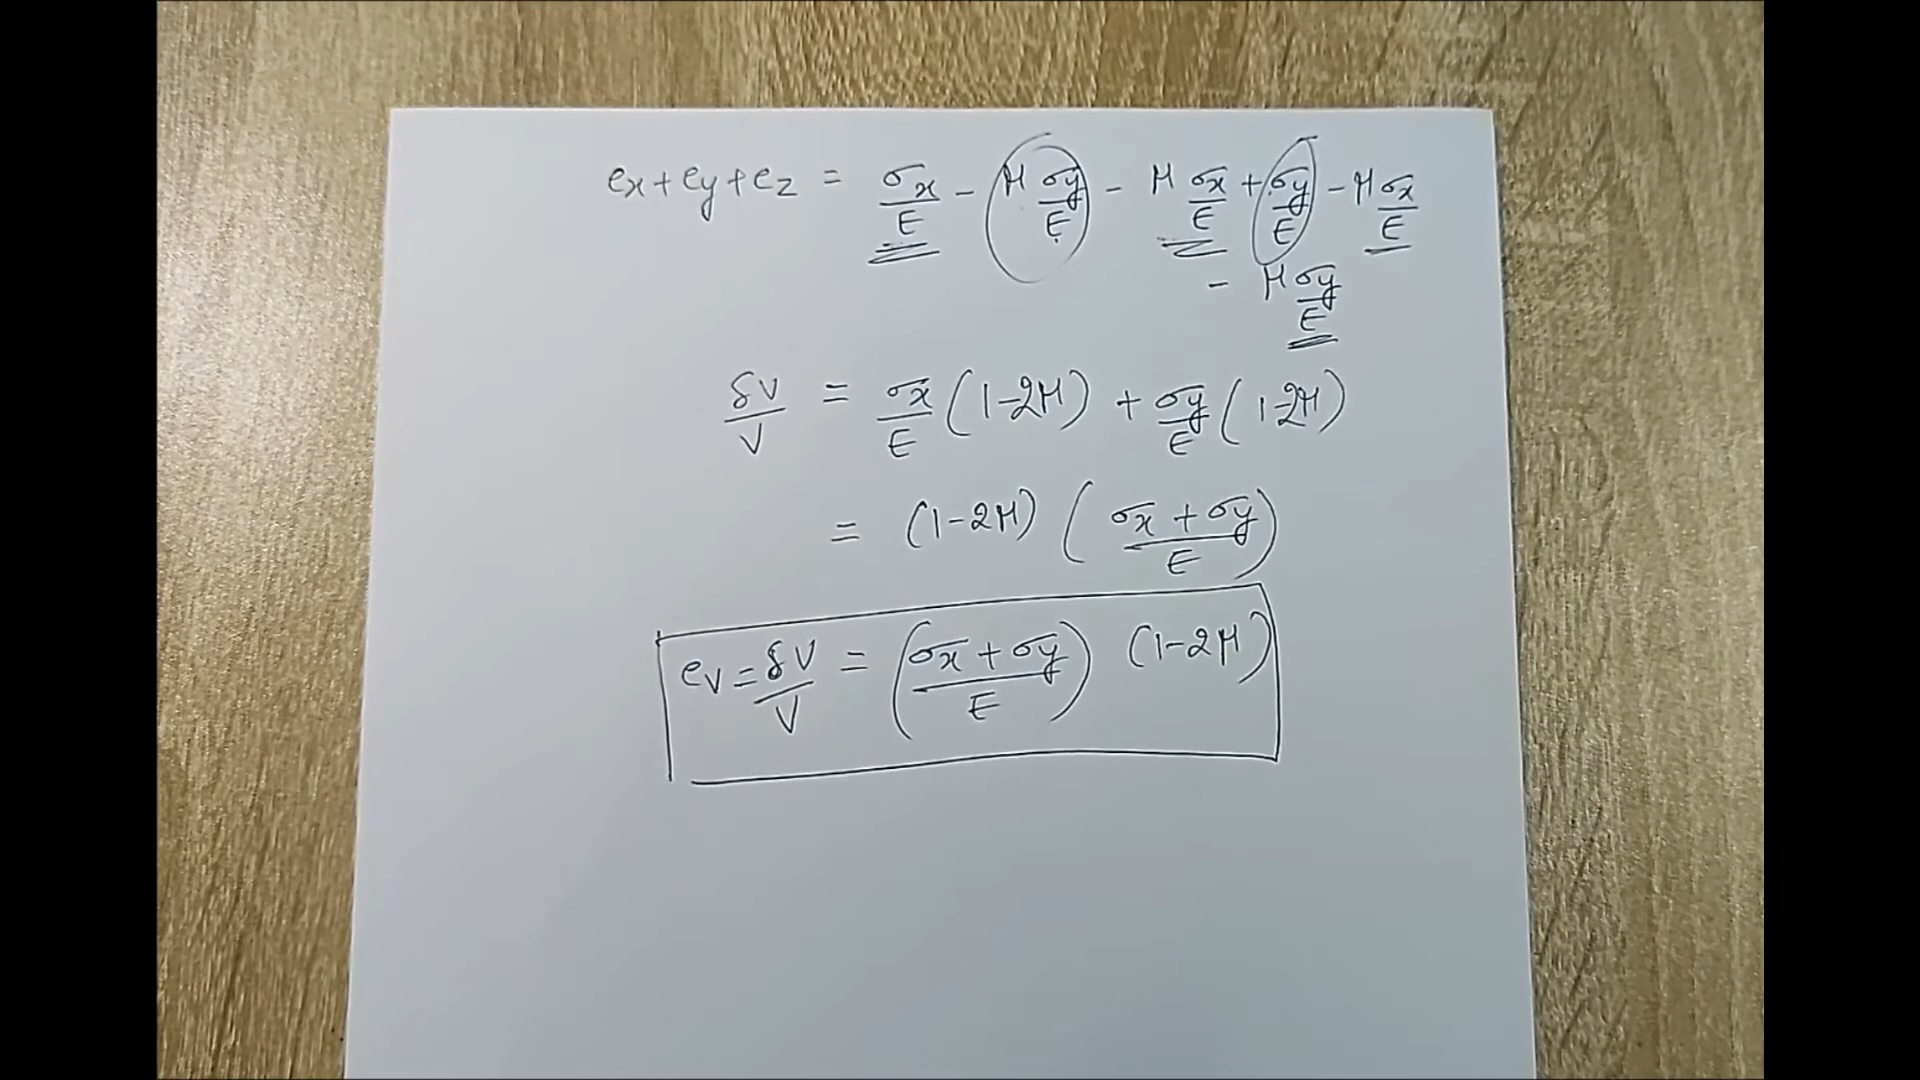 ex + ey + ez = σx/E - μ σy/E - μ σx/E + σy/E - μ σx/E
- μ σy/E
δV/V = σx/E (1-2μ) + σy/E (1-2μ)
= (1-2μ) (σx + σy/E)
ev = δV/V = (σx + σy/E) (1-2μ)